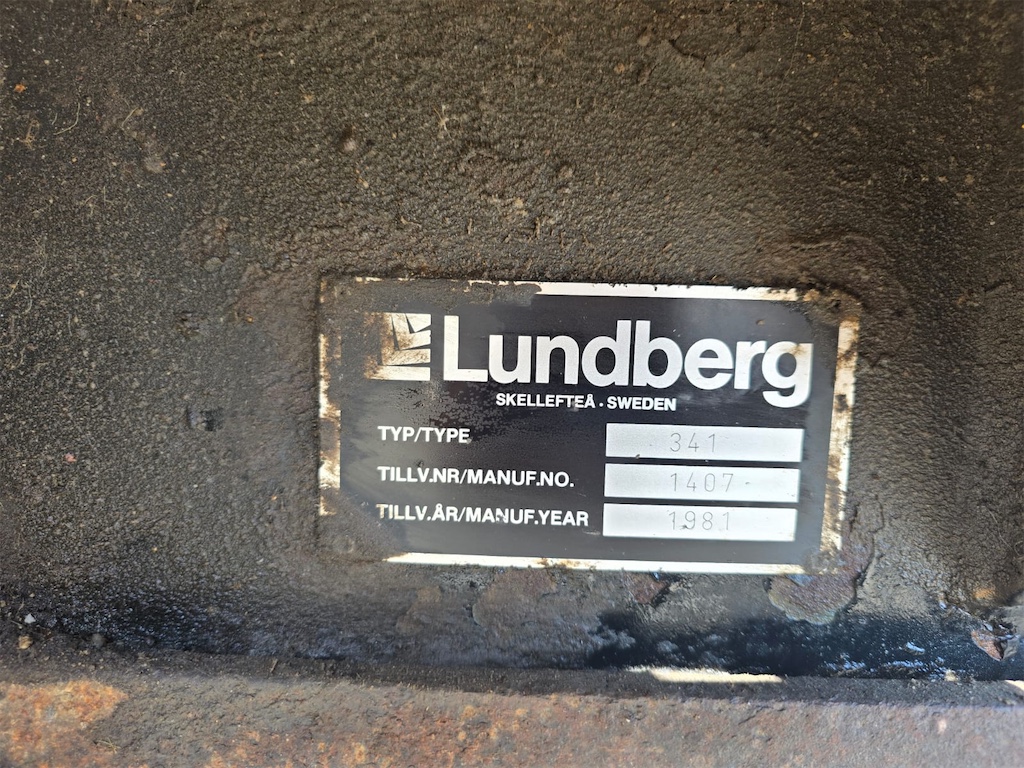 Lundberg
SKELLEFTEÅ · SWEDEN
TYP/TYPE 341
TILLV.NR/MANUF.NO. 1407
TILLV.ÅR/MANUF.YEAR 1981